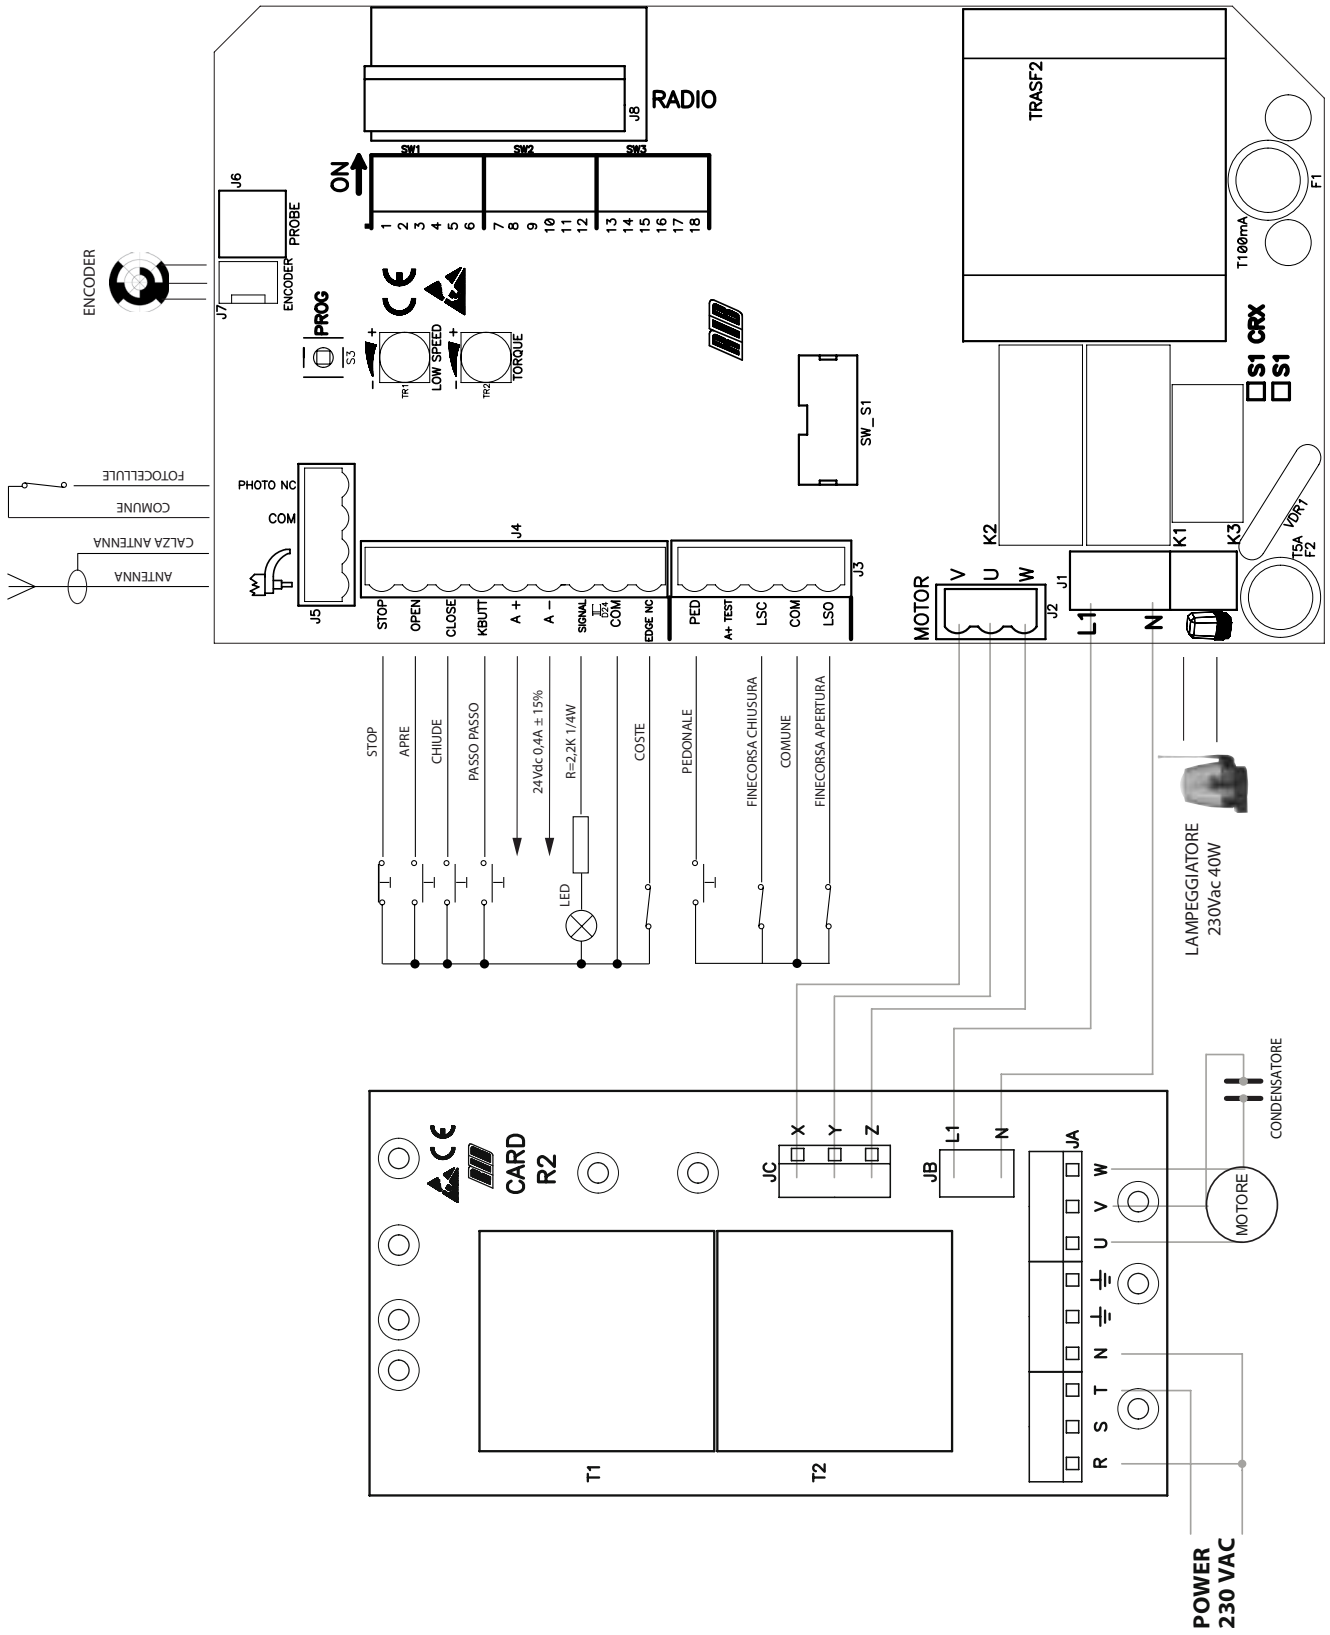 ENCODER
J7
ENCODER
J6
PROBE
PROG
S3
ON
SW1
SW2
SW3
1
2
3
4
5
6
7
8
9
10
11
12
13
14
15
16
17
18
J8
RADIO
TRASF2
F1
T100mA
- +
TR1
LOW SPEED
- +
TR2
TORQUE
CE
RIB
SW_S1
S1 CRX
S1
FOTOCELLULE
COMUNE
CALZA ANTENNA
ANTENNA
PHOTO NC
COM
J5
J4
STOP
OPEN
CLOSE
KBUTT
A +
A -
SIGNAL
D24
COM
EDGE NC
J3
PED
A+ TEST
LSC
COM
LSO
MOTOR
V
U
W
J2
J1
L1
N
K2
K1
K3
VDR1
T5A
F2
STOP
APRE
CHIUDE
PASSO PASSO
24Vdc 0,4A ± 15%
R=2,2K 1/4W
LED
COSTE
PEDONALE
FINECORSA CHIUSURA
COMUNE
FINECORSA APERTURA
LAMPEGGIATORE
230Vac 40W
CE
RIB
CARD
R2
JC
X
Y
Z
JB
L1
N
JA
W
V
U
N
T
S
R
T1
T2
CONDENSATORE
MOTORE
POWER
230 VAC